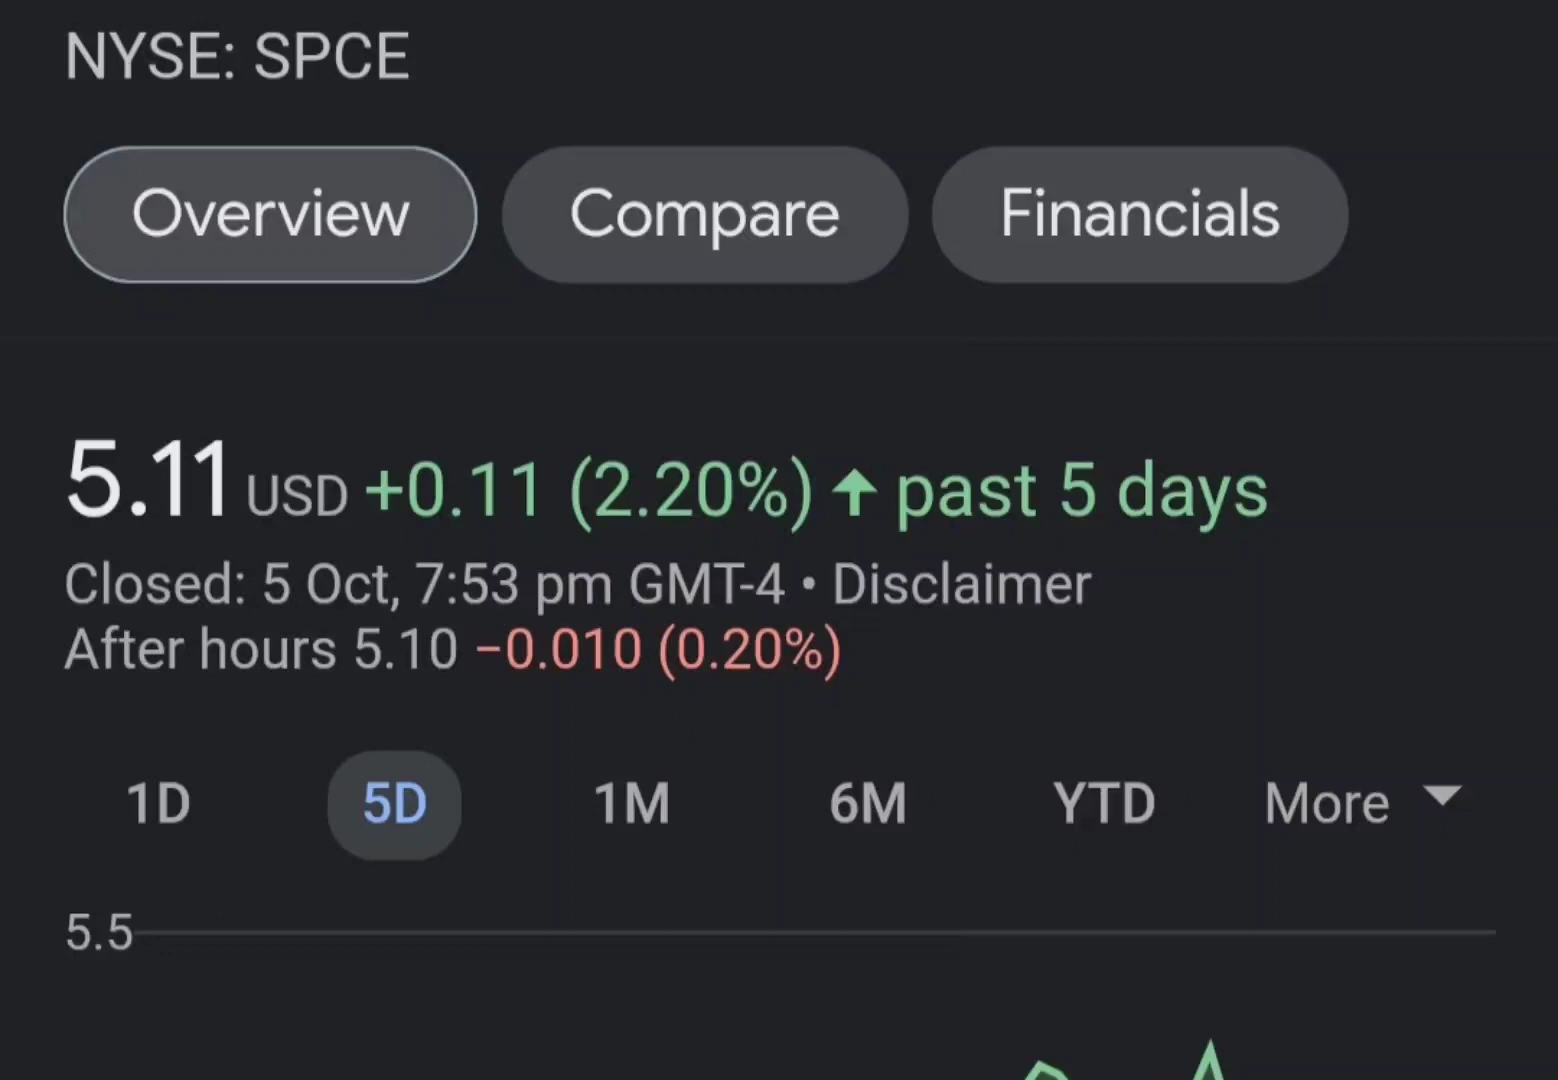 NYSE: SPCE
Overview Compare Financials
5.11 USD +0.11 (2.20%) ↑ past 5 days
Closed: 5 Oct, 7:53 pm GMT-4 • Disclaimer
After hours 5.10 −0.010 (0.20%)
1D 5D 1M 6M YTD More
5.5